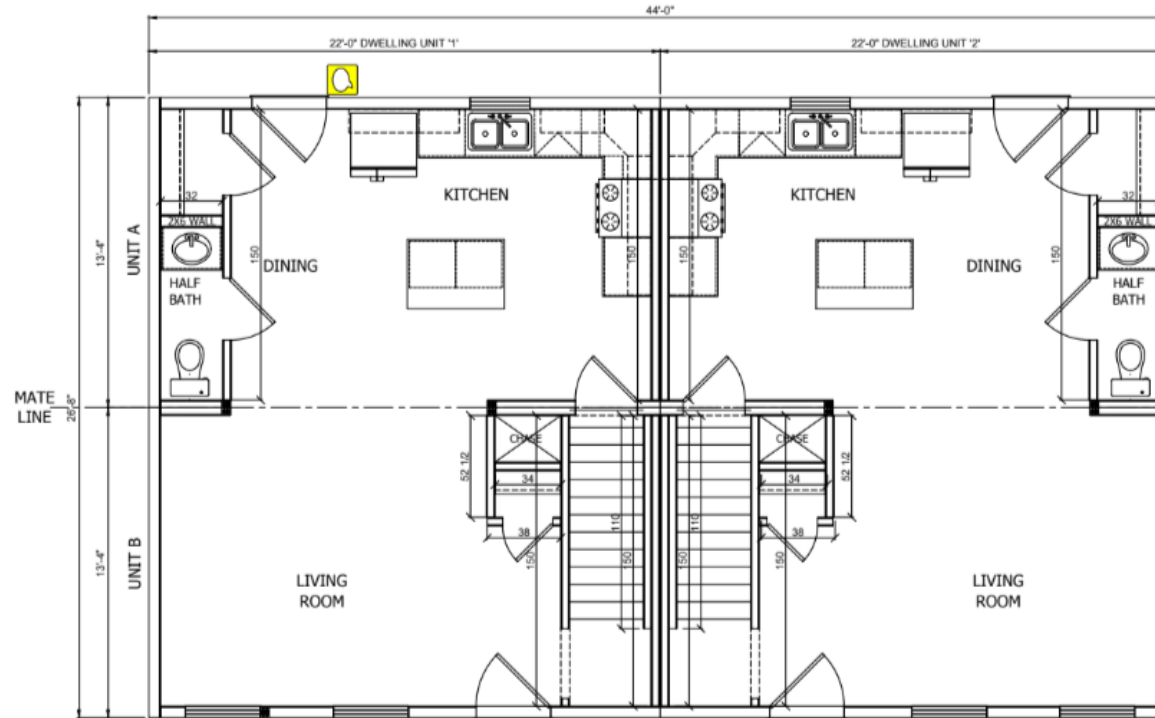 44'-0"
22'-0" DWELLING UNIT '1'
22'-0" DWELLING UNIT '2'
KITCHEN
KITCHEN
32
32
2X6 WALL
2X6 WALL
UNIT A
13'-4"
150
150
150
150
DINING
DINING
HALF
BATH
HALF
BATH
MATE
LINE
26'-8"
CHASE
CHASE
52 1/2
52 1/2
34
34
38
38
110
110
150
150
150
150
13'-4"
UNIT B
LIVING
ROOM
LIVING
ROOM